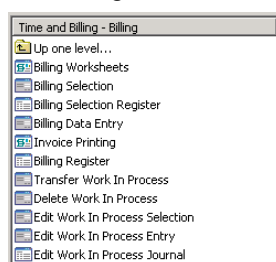 Time and Billing - Billing
Up one level...
Billing Worksheets
Billing Selection
Billing Selection Register
Billing Data Entry
Invoice Printing
Billing Register
Transfer Work In Process
Delete Work In Process
Edit Work In Process Selection
Edit Work In Process Entry
Edit Work In Process Journal